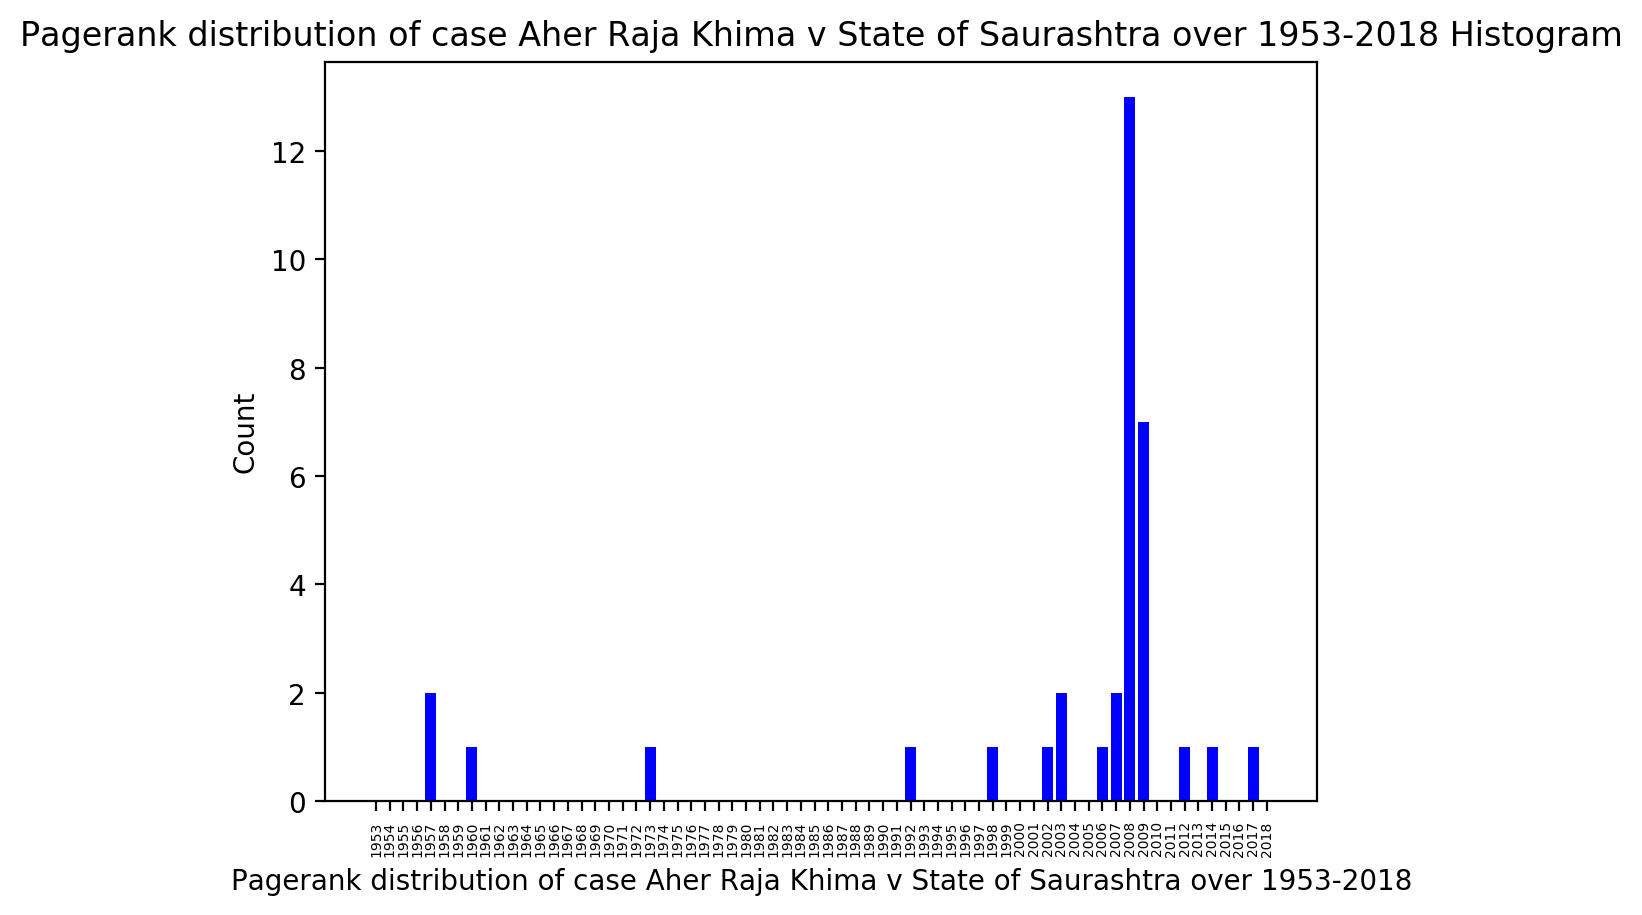 Pagerank distribution of case Aher Raja Khima v State of Saurashtra over 1953-2018 Histogram
12
10
8
6
4
2
0
Count
1953 1954 1955 1956 1957 1958 1959 1960 1961 1962 1963 1964 1965 1966 1967 1968 1969 1970 1971 1972 1973 1974 1975 1976 1977 1978 1979 1980 1981 1982 1983 1984 1985 1986 1987 1988 1989 1990 1991 1992 1993 1994 1995 1996 1997 1998 1999 2000 2001 2002 2003 2004 2005 2006 2007 2008 2009 2010 2011 2012 2013 2014 2015 2016 2017 2018
Pagerank distribution of case Aher Raja Khima v State of Saurashtra over 1953-2018